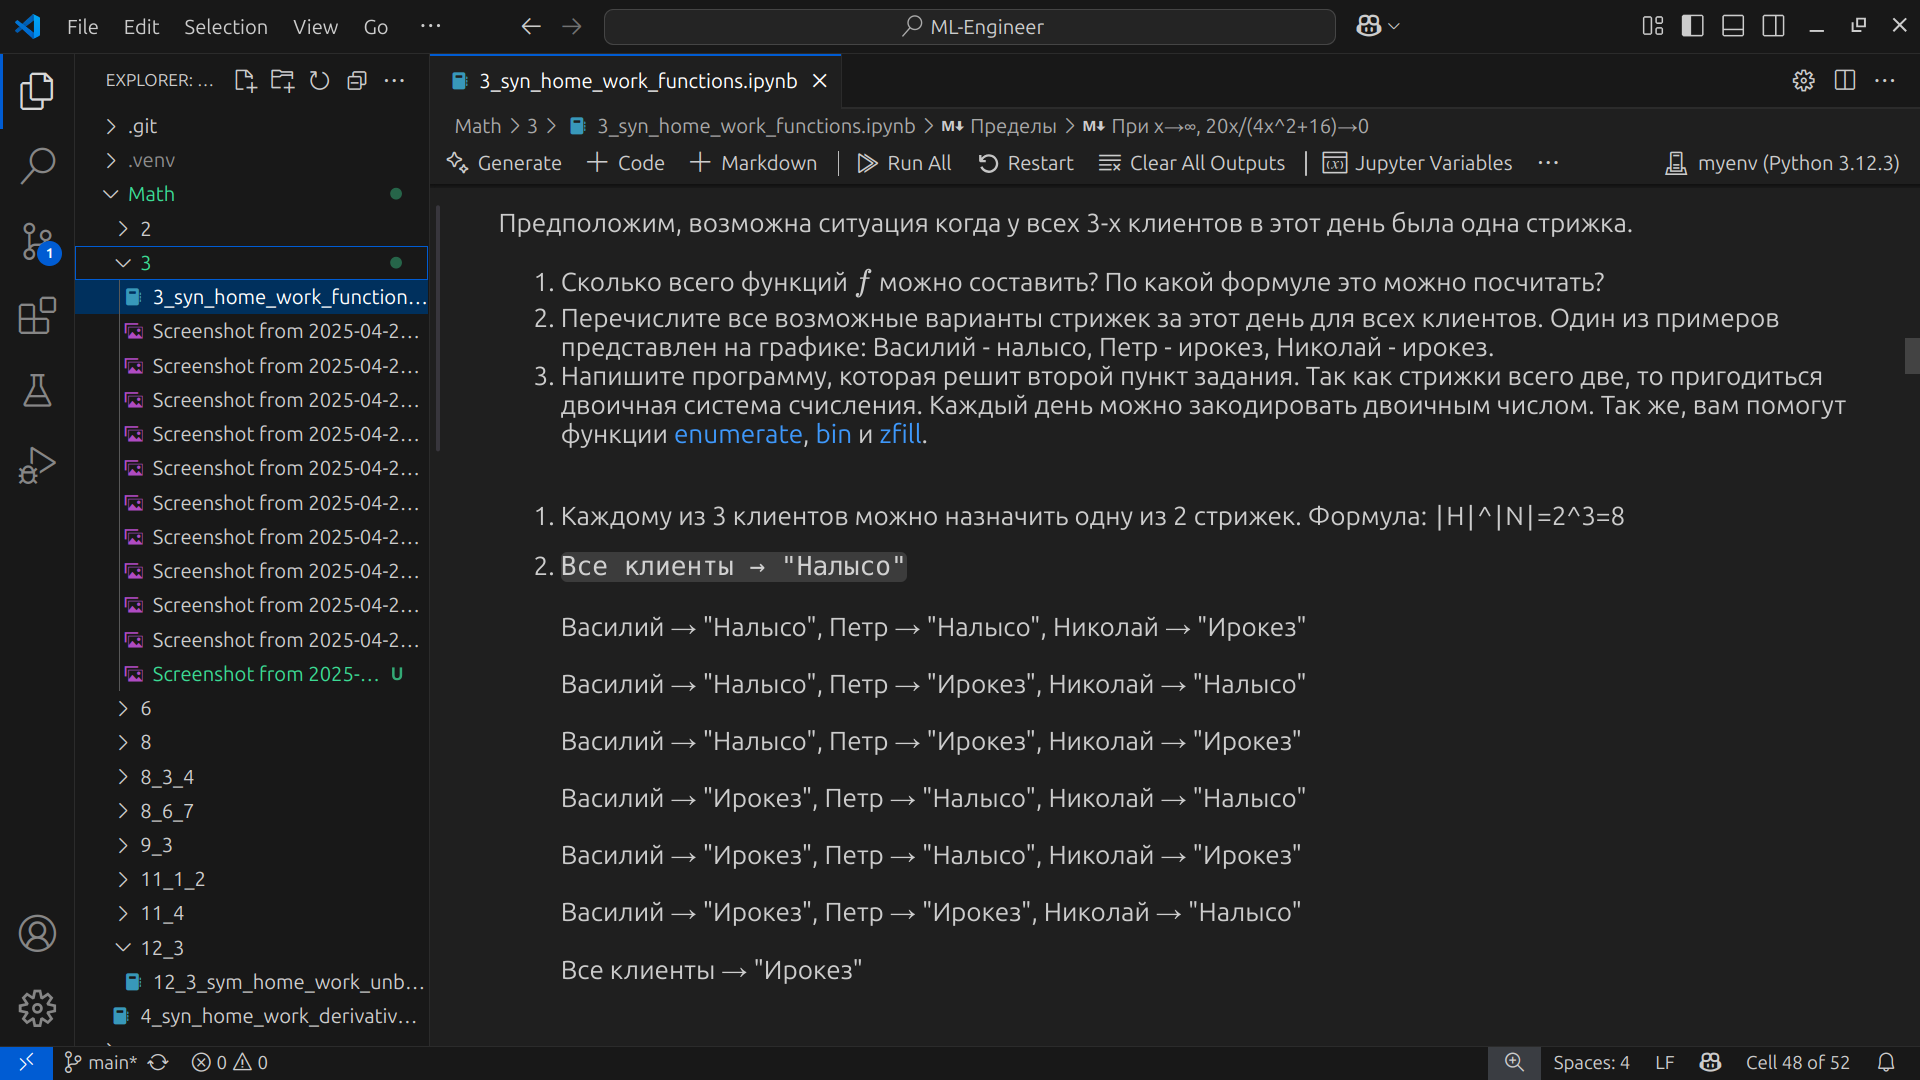 File Edit Selection View Go ··· ML-Engineer
EXPLORER: ...
.git
.venv
Math
2
3
3_syn_home_work_function...
Screenshot from 2025-04-2...
Screenshot from 2025-04-2...
Screenshot from 2025-04-2...
Screenshot from 2025-04-2...
Screenshot from 2025-04-2...
Screenshot from 2025-04-2...
Screenshot from 2025-04-2...
Screenshot from 2025-04-2...
Screenshot from 2025-04-2...
Screenshot from 2025-04-2...
Screenshot from 2025-... U
6
8
8_3_4
8_6_7
9_3
11_1_2
11_4
12_3
12_3_sym_home_work_unb...
4_syn_home_work_derivativ...
1
3_syn_home_work_functions.ipynb
Math > 3 > 3_syn_home_work_functions.ipynb > M↓ Пределы > M↓ При x→∞, 20x/(4x^2+16)→0
Generate + Code + Markdown Run All Restart Clear All Outputs Jupyter Variables ··· myenv (Python 3.12.3)
Предположим, возможна ситуация когда у всех 3-х клиентов в этот день была одна стрижка.
1. Сколько всего функций f можно составить? По какой формуле это можно посчитать?
2. Перечислите все возможные варианты стрижек за этот день для всех клиентов. Один из примеров
представлен на графике: Василий - налысо, Петр - ирокез, Николай - ирокез.
3. Напишите программу, которая решит второй пункт задания. Так как стрижки всего две, то пригодиться
двоичная система счисления. Каждый день можно закодировать двоичным числом. Так же, вам помогут
функции enumerate, bin и zfill.
1. Каждому из 3 клиентов можно назначить одну из 2 стрижек. Формула: |H|^|N|=2^3=8
2. Все клиенты → "Налысо"
Василий → "Налысо", Петр → "Налысо", Николай → "Ирокез"
Василий → "Налысо", Петр → "Ирокез", Николай → "Налысо"
Василий → "Налысо", Петр → "Ирокез", Николай → "Ирокез"
Василий → "Ирокез", Петр → "Налысо", Николай → "Налысо"
Василий → "Ирокез", Петр → "Налысо", Николай → "Ирокез"
Василий → "Ирокез", Петр → "Ирокез", Николай → "Налысо"
Все клиенты → "Ирокез"
main* 0 0 Spaces: 4 LF Cell 48 of 52